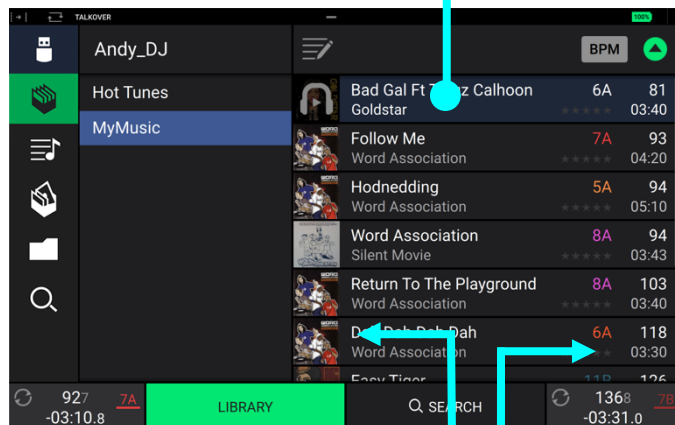 TALKOVER
100%
Andy_DJ
BPM
Hot Tunes
MyMusic
Bad Gal Ft Calhoon 6A 81
Goldstar 03:40
Follow Me 7A 93
Word Association 04:20
Hodnedding 5A 94
Word Association 05:10
Word Association 8A 94
Silent Movie 03:43
Return To The Playground 8A 103
Word Association 03:40
Dah Dah Dah 6A 118
Word Association 03:30
Easy Tiger 11B 126
927 7A
-03:10.8
LIBRARY
SEARCH
1368 7B
-03:31.0